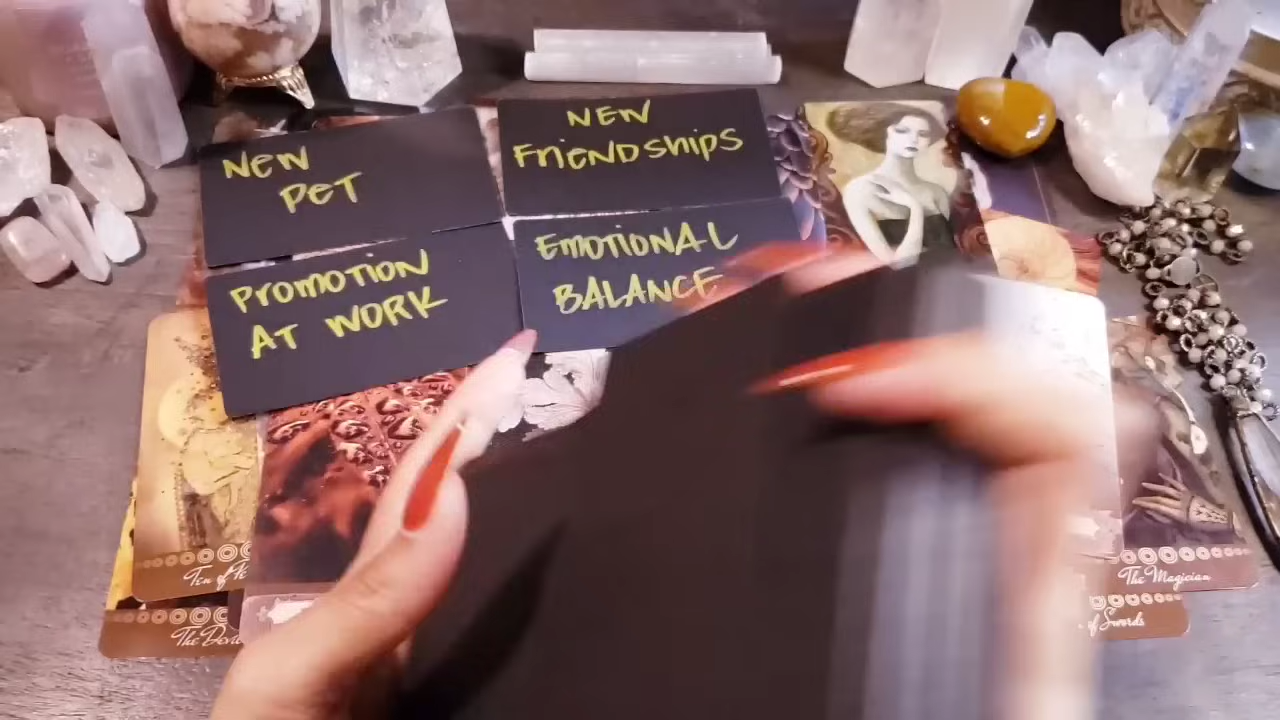 NEW
PET
NEW
FRIENDSHIPS
PROMOTION
AT WORK
EMOTIONAL
BALANCE
Ten of
The Magician
The Devil
of Swords